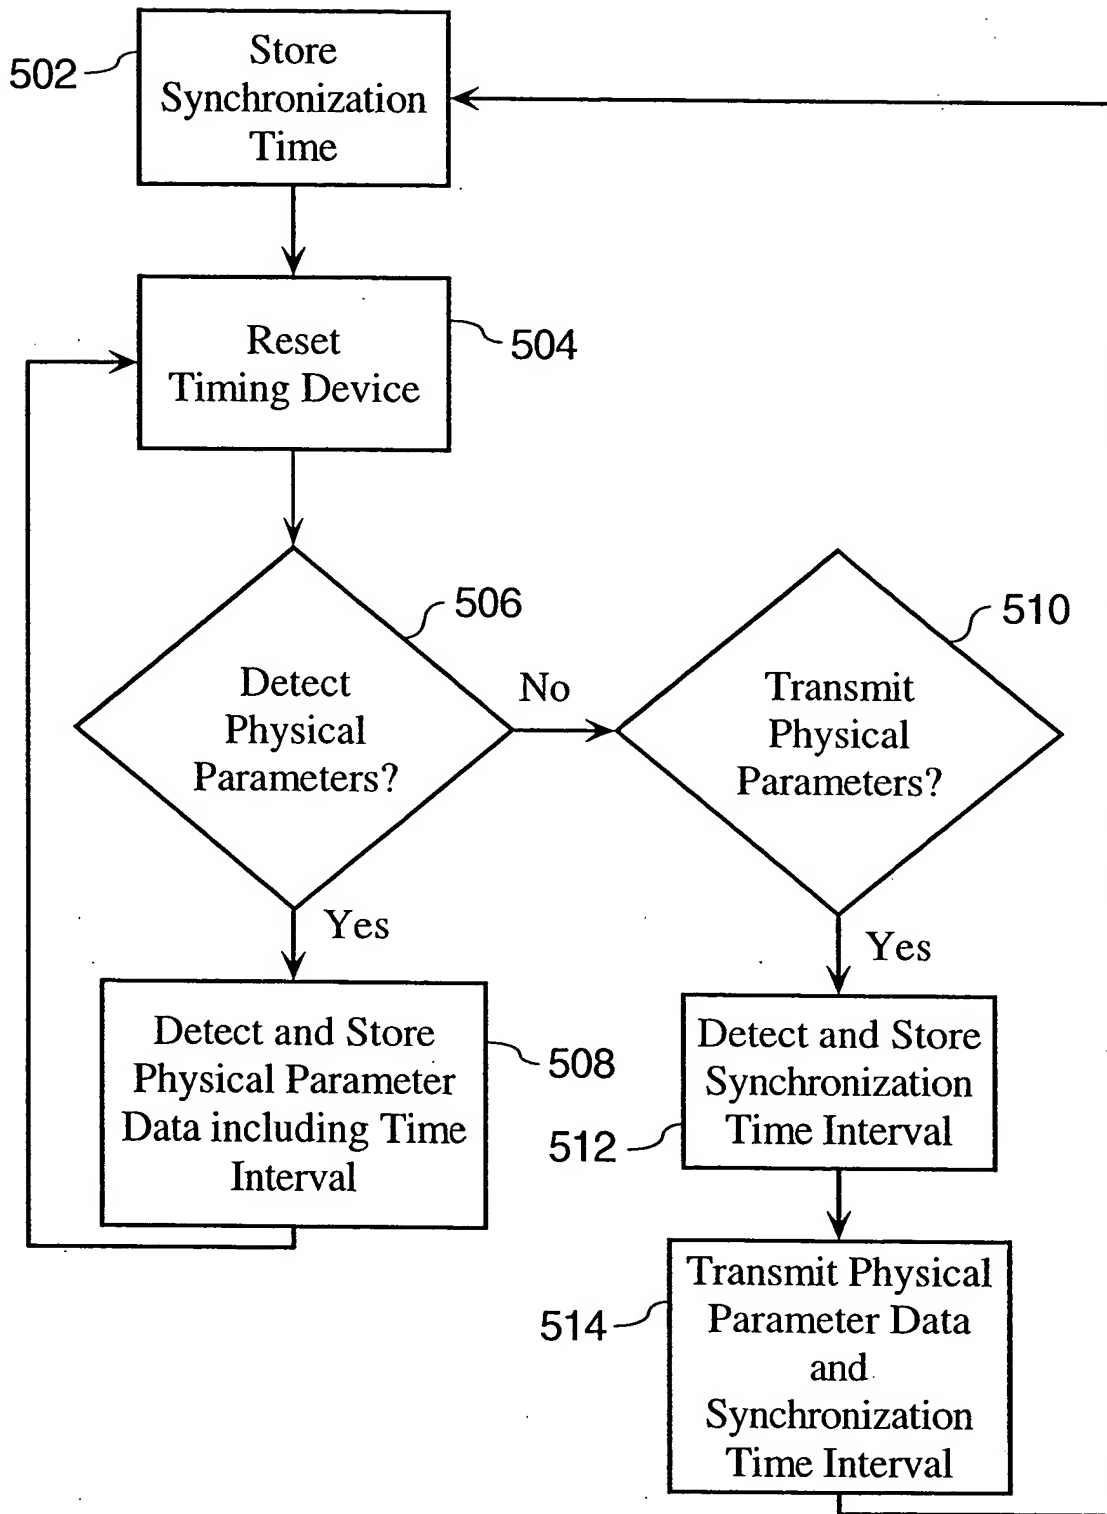 502
Store
Synchronization
Time
Reset
Timing Device
504
506
Detect
Physical
Parameters?
No
510
Transmit
Physical
Parameters?
Yes
Yes
Detect and Store
Physical Parameter
Data including Time
Interval
508
Detect and Store
Synchronization
Time Interval
512
Transmit Physical
Parameter Data
and
Synchronization
Time Interval
514